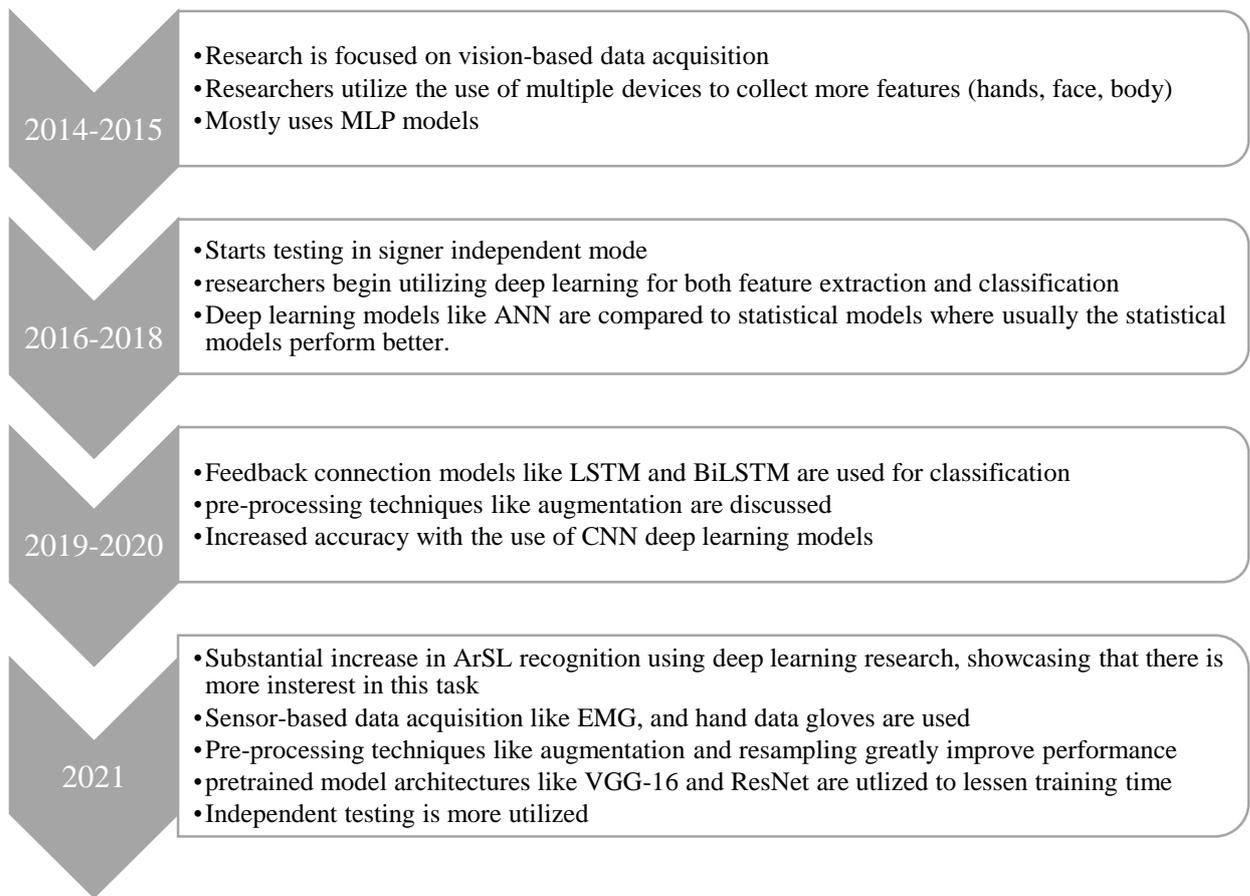 2014-2015
•Research is focused on vision-based data acquisition
•Researchers utilize the use of multiple devices to collect more features (hands, face, body)
•Mostly uses MLP models
2016-2018
•Starts testing in signer independent mode
•researchers begin utilizing deep learning for both feature extraction and classification
•Deep learning models like ANN are compared to statistical models where usually the statistical
models perform better.
2019-2020
•Feedback connection models like LSTM and BiLSTM are used for classification
•pre-processing techniques like augmentation are discussed
•Increased accuracy with the use of CNN deep learning models
2021
•Substantial increase in ArSL recognition using deep learning research, showcasing that there is
more insterest in this task
•Sensor-based data acquisition like EMG, and hand data gloves are used
•Pre-processing techniques like augmentation and resampling greatly improve performance
•pretrained model architectures like VGG-16 and ResNet are utlized to lessen training time
•Independent testing is more utilized